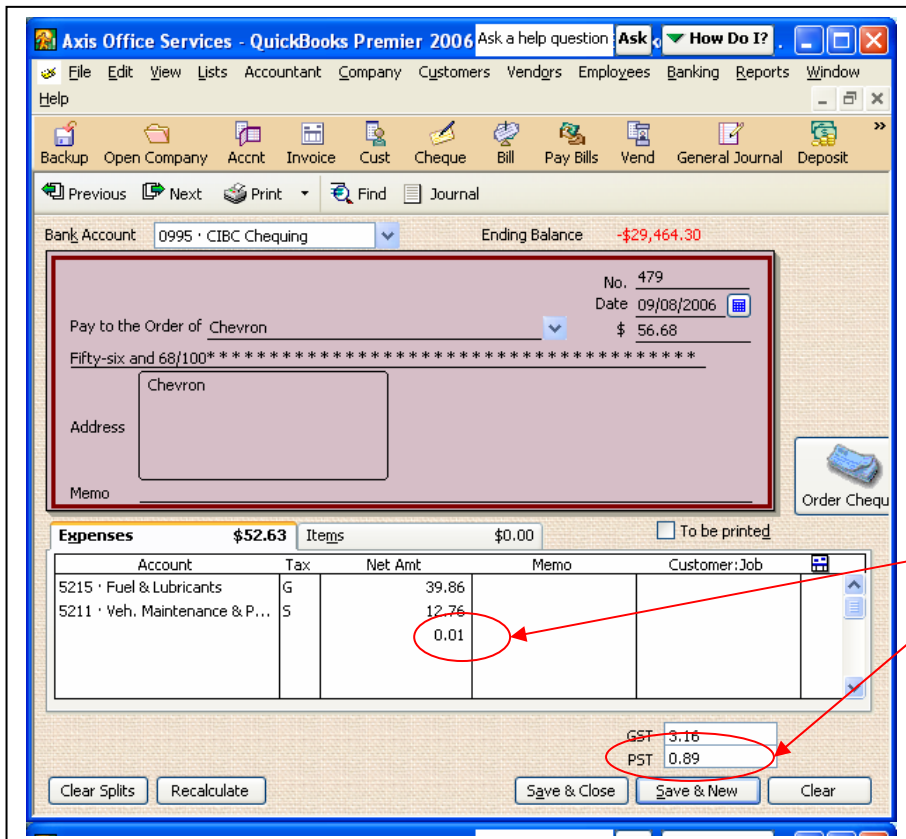 Axis Office Services - QuickBooks Premier 2006 Ask a help question Ask How Do I?
File Edit View Lists Accountant Company Customers Vendors Employees Banking Reports Window
Help
Backup Open Company Accnt Invoice Cust Cheque Bill Pay Bills Vend General Journal Deposit »
Previous Next Print Find Journal
Bank Account 0995 · CIBC Chequing Ending Balance -$29,464.30
No. 479
Date 09/08/2006
Pay to the Order of Chevron $ 56.68
Fifty-six and 68/100* * * * * * * * * * * * * * * * * * * * * * * * * * * * * * * * * * * * * * *
Chevron
Address
Memo
Order Chequ
Expenses $52.63 Items $0.00 To be printed
Account Tax Net Amt Memo Customer:Job
5215 · Fuel & Lubricants G 39.86
5211 · Veh. Maintenance & P... S 12.76
0.01
GST 3.16
PST 0.89
Clear Splits Recalculate Save & Close Save & New Clear